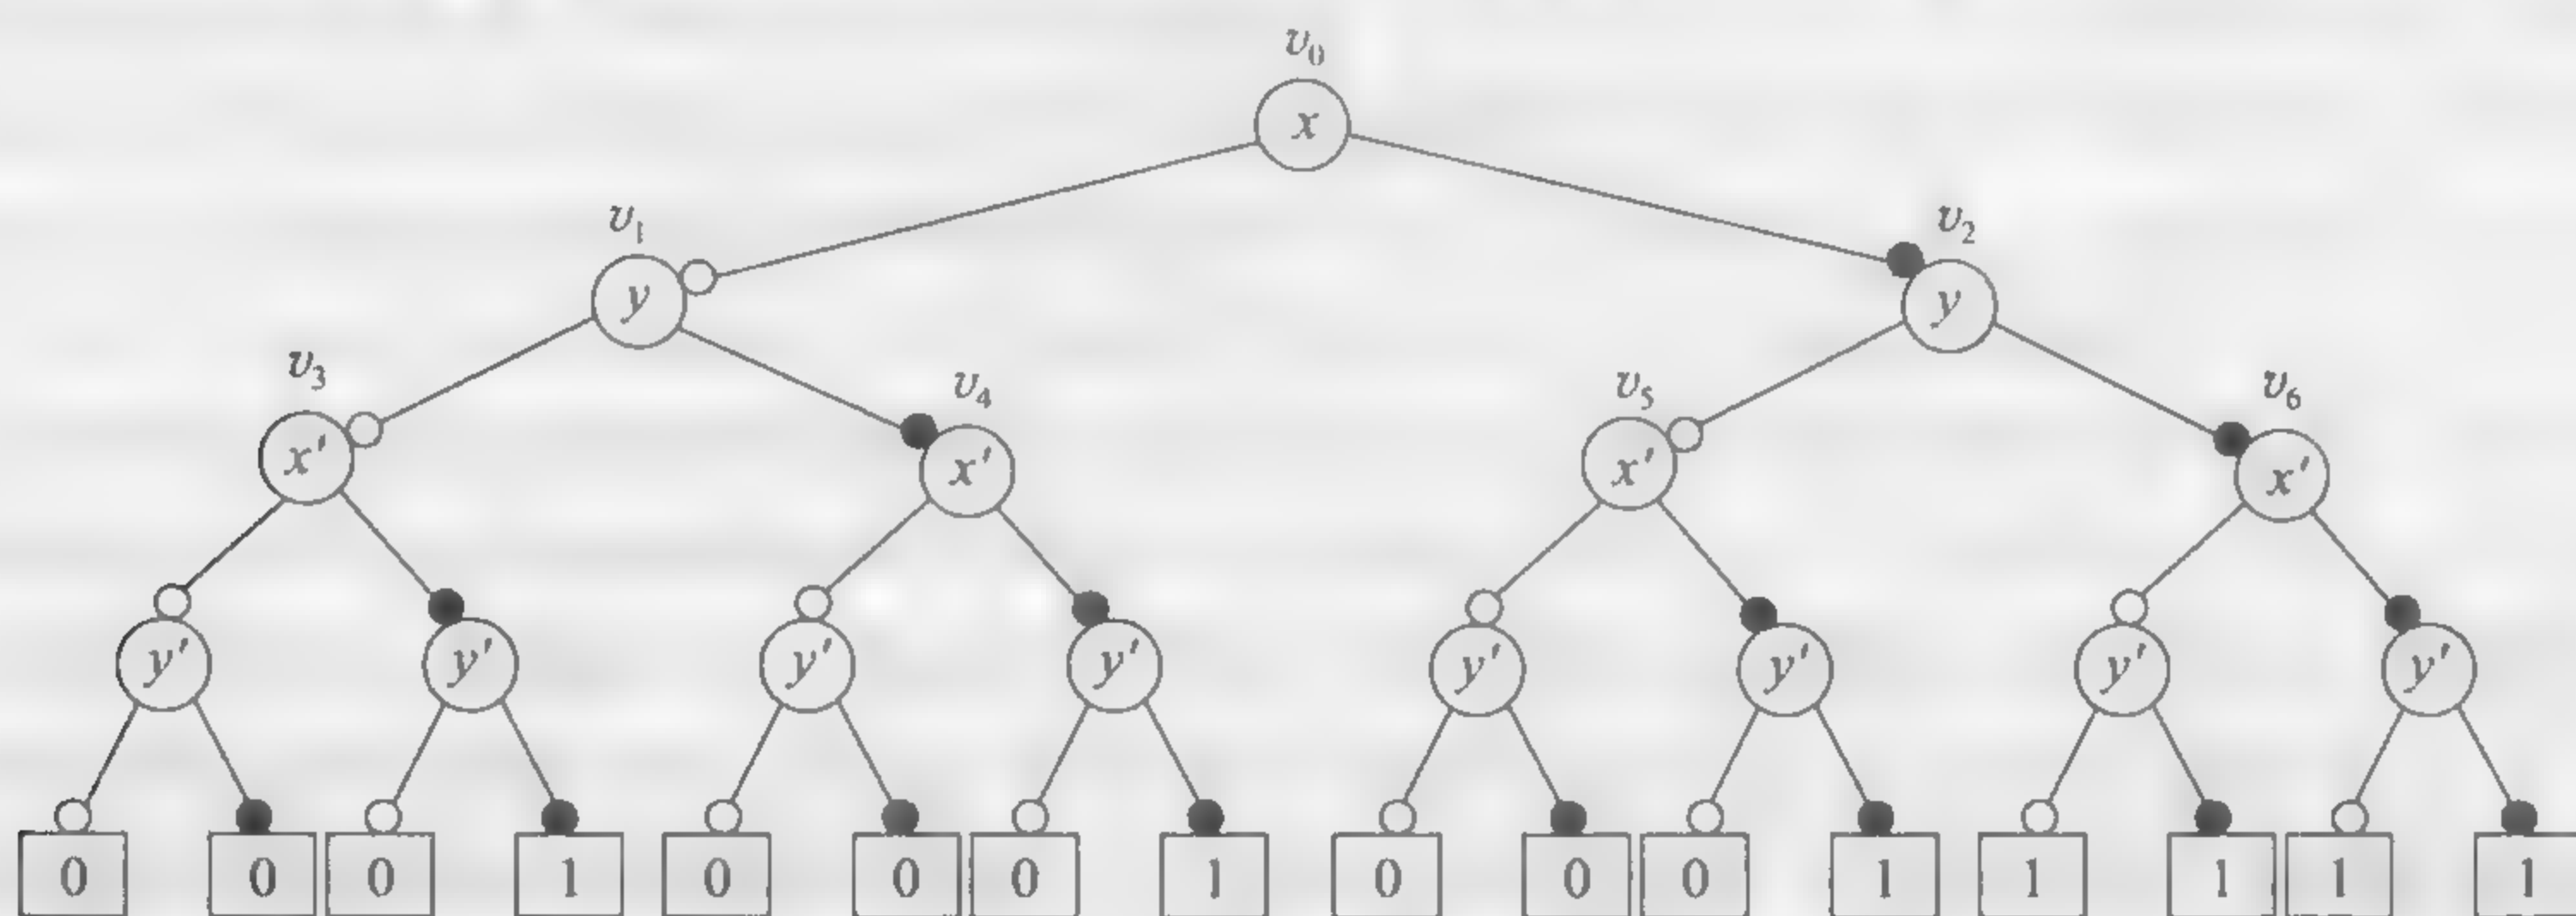 v₀
x
v₁ v₂
y y
v₃ v₄ v₅ v₆
x′ x′ x′ x′
y′ y′ y′ y′ y′ y′ y′ y′
0 0 0 1 0 0 0 1 0 0 0 1 1 1 1 1